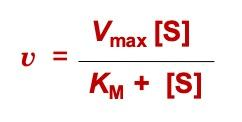 v = Vmax [S]
KM + [S]